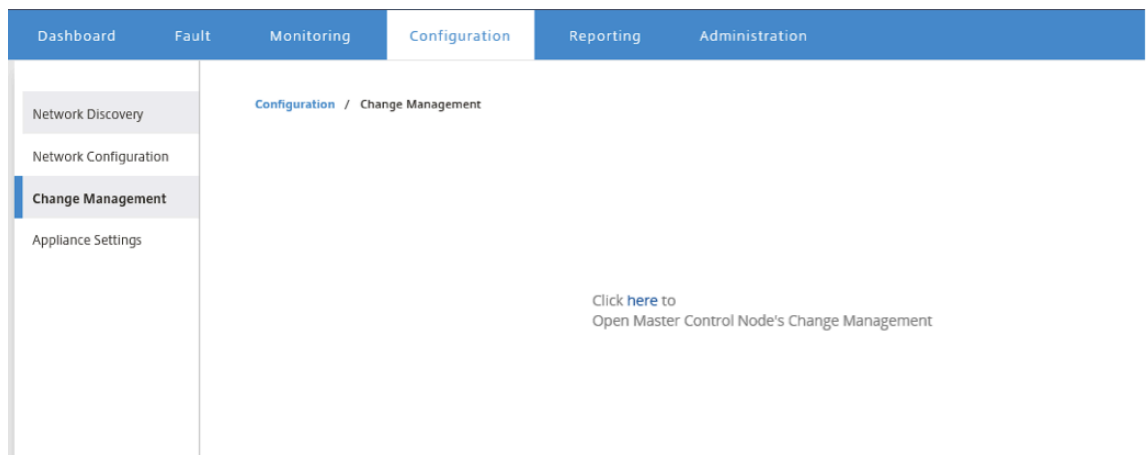 Dashboard Fault Monitoring Configuration Reporting Administration
Network Discovery
Network Configuration
Change Management
Appliance Settings
Configuration / Change Management
Click here to
Open Master Control Node's Change Management